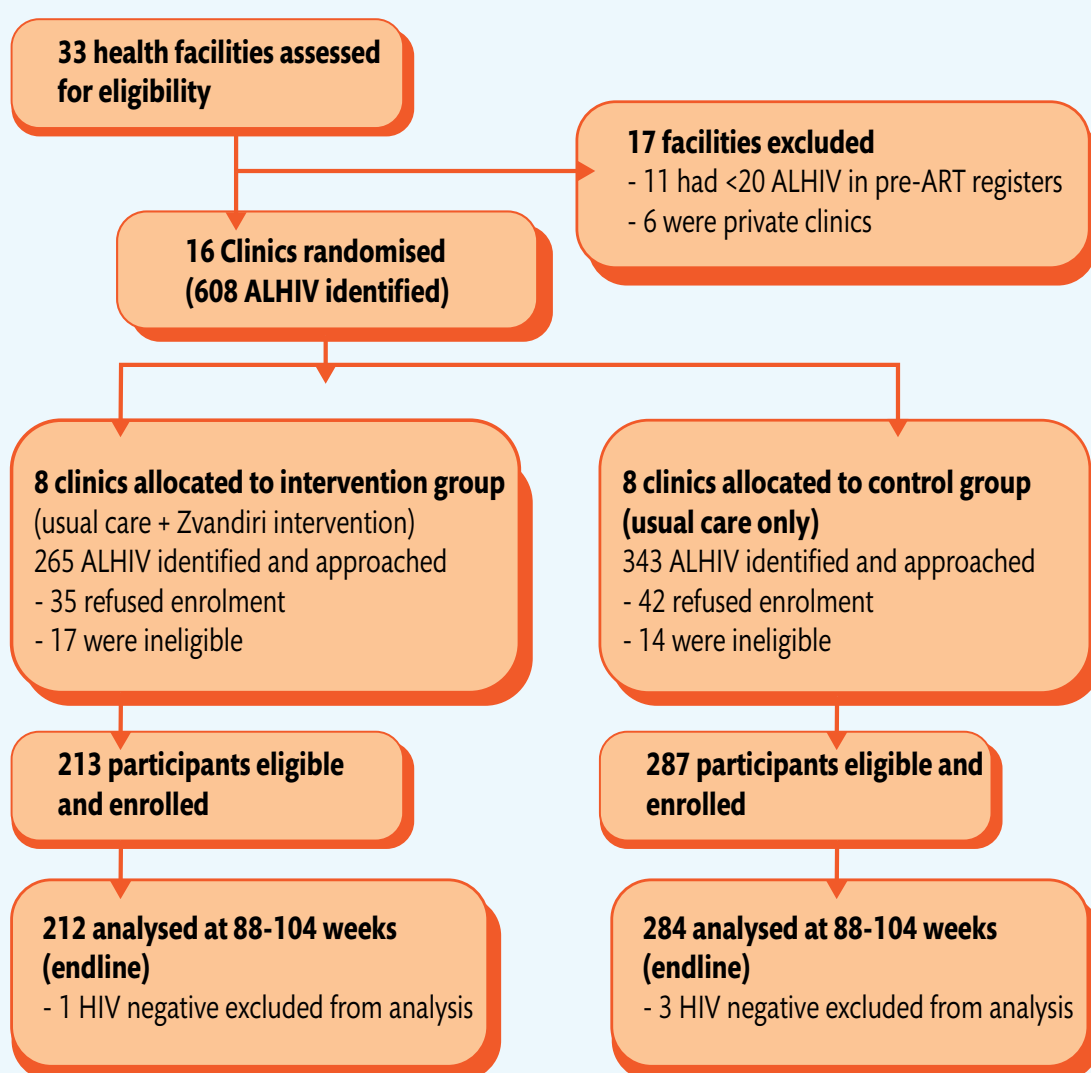 33 health facilities assessed
for eligibility
17 facilities excluded
- 11 had <20 ALHIV in pre-ART registers
- 6 were private clinics
16 Clinics randomised
(608 ALHIV identified)
8 clinics allocated to intervention group
(usual care + Zvandiri intervention)
265 ALHIV identified and approached
- 35 refused enrolment
- 17 were ineligible
8 clinics allocated to control group
(usual care only)
343 ALHIV identified and approached
- 42 refused enrolment
- 14 were ineligible
213 participants eligible
and enrolled
287 participants eligible and
enrolled
212 analysed at 88-104 weeks
(endline)
- 1 HIV negative excluded from analysis
284 analysed at 88-104 weeks
(endline)
- 3 HIV negative excluded from analysis